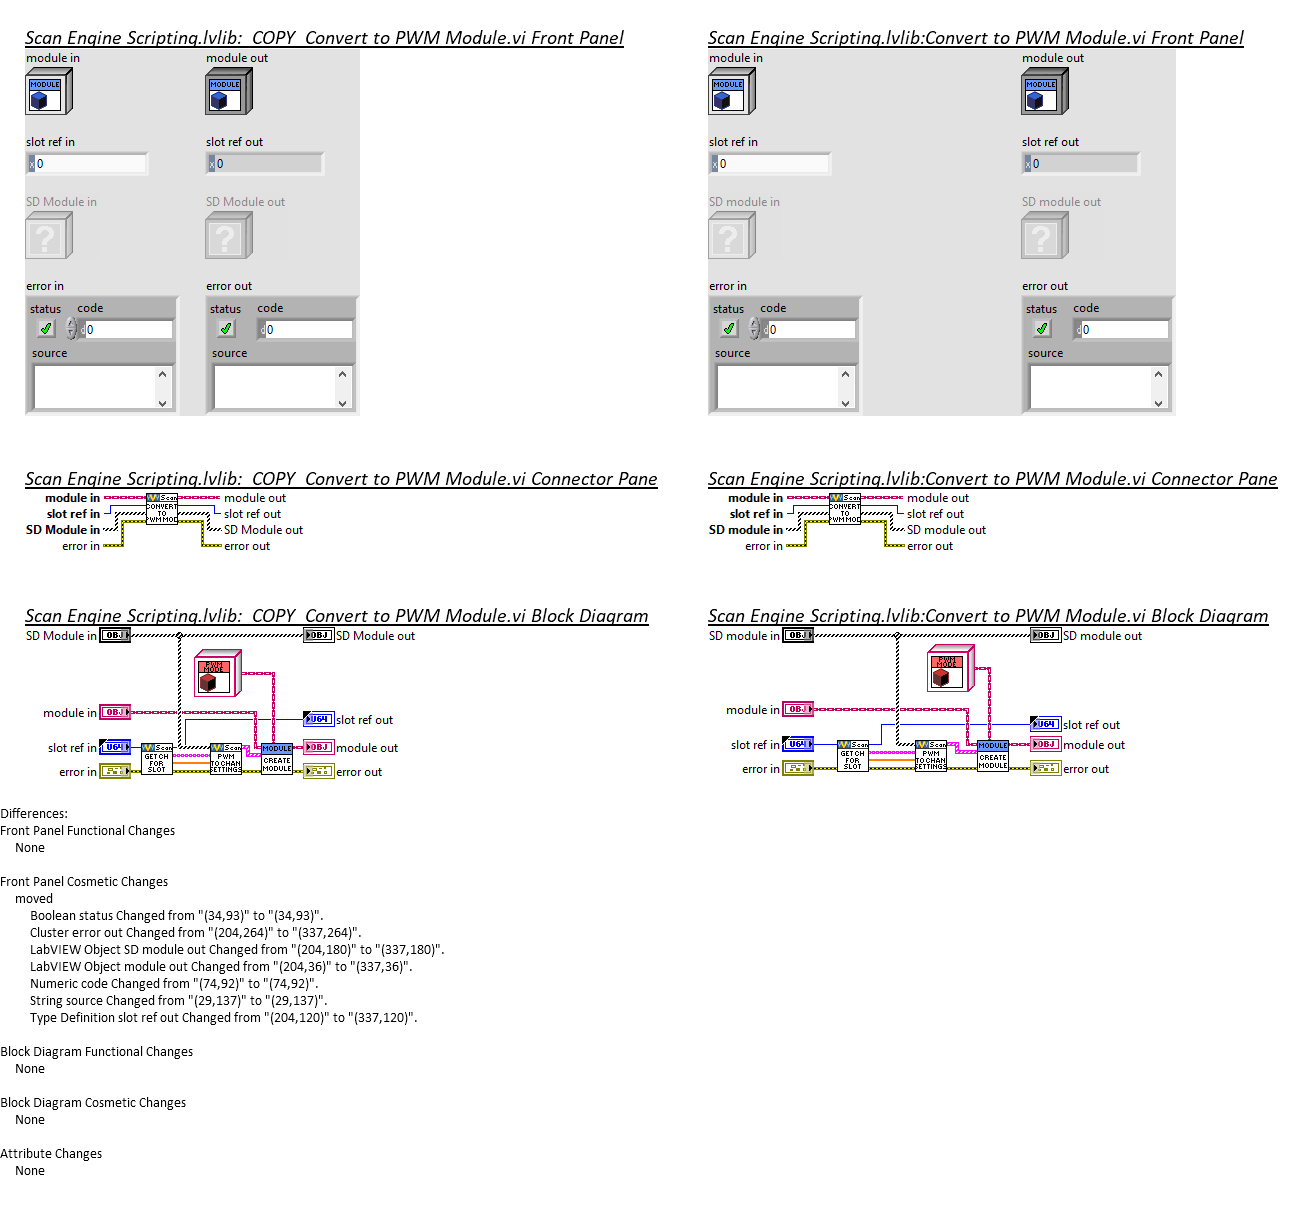 Scan Engine Scripting.lvlib:  COPY  Convert to PWM Module.vi Front Panel
module in
module out
MODULE
MODULE
slot ref in
slot ref out
x 0
x 0
SD Module in
SD Module out
?
?
error in
error out
status
code
status
code
d 0
d 0
source
source
Scan Engine Scripting.lvlib:Convert to PWM Module.vi Front Panel
module in
module out
MODULE
MODULE
slot ref in
slot ref out
x 0
x 0
SD module in
SD module out
?
?
error in
error out
status
code
status
code
d 0
d 0
source
source
Scan Engine Scripting.lvlib:  COPY  Convert to PWM Module.vi Connector Pane
module in
module out
slot ref in
slot ref out
SD Module in
SD Module out
error in
error out
Scan
CONVERT
TO
PWM MOD
Scan Engine Scripting.lvlib:Convert to PWM Module.vi Connector Pane
module in
module out
slot ref in
slot ref out
SD module in
SD module out
error in
error out
Scan
CONVERT
TO
PWM MOD
Scan Engine Scripting.lvlib:  COPY  Convert to PWM Module.vi Block Diagram
SD Module in
OBJ
OBJ
SD Module out
PWM
MODE
module in
OBJ
U64
slot ref out
slot ref in
U64
OBJ
module out
error in
error out
Scan
GET CH
FOR
SLOT
Scan
PWM
TO CHAN
SETTINGS
MODULE
CREATE
MODULE
Scan Engine Scripting.lvlib:Convert to PWM Module.vi Block Diagram
SD module in
OBJ
OBJ
SD module out
PWM
MODE
module in
OBJ
U64
slot ref out
slot ref in
U64
OBJ
module out
error in
error out
Scan
GET CH
FOR
SLOT
Scan
PWM
TO CHAN
SETTINGS
MODULE
CREATE
MODULE
Differences:
Front Panel Functional Changes
None
Front Panel Cosmetic Changes
moved
Boolean status Changed from "(34,93)" to "(34,93)".
Cluster error out Changed from "(204,264)" to "(337,264)".
LabVIEW Object SD module out Changed from "(204,180)" to "(337,180)".
LabVIEW Object module out Changed from "(204,36)" to "(337,36)".
Numeric code Changed from "(74,92)" to "(74,92)".
String source Changed from "(29,137)" to "(29,137)".
Type Definition slot ref out Changed from "(204,120)" to "(337,120)".
Block Diagram Functional Changes
None
Block Diagram Cosmetic Changes
None
Attribute Changes
None